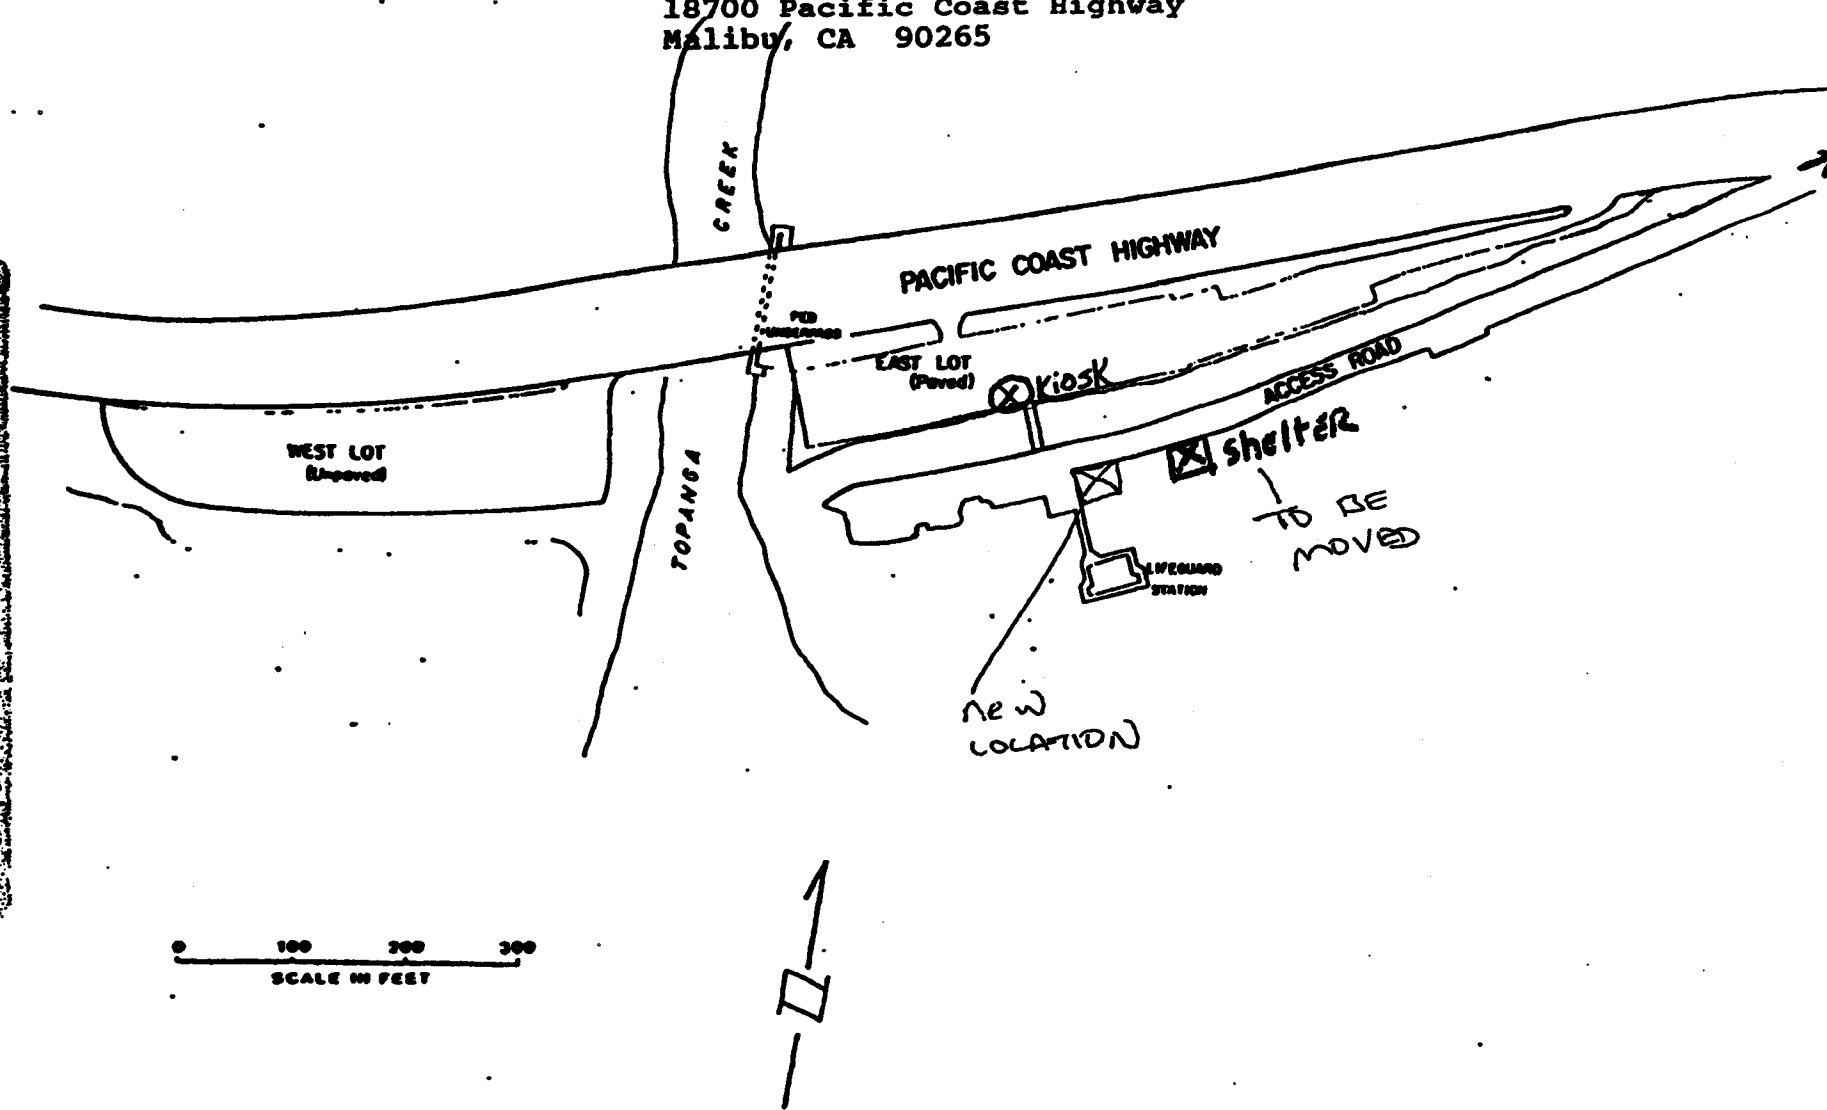 18700 Pacific Coast Highway
Malibu, CA 90265
CREEK
PACIFIC COAST HIGHWAY
PED
UNDERPASS
EAST LOT
(Paved)
KiosK
ACCESS ROAD
WEST LOT
(Unpaved)
shelteR
TO BE
MOVED
TOPANGA
LIFEGUARD
STATION
new
LOCATION
0 100 200 300
SCALE IN FEET
N